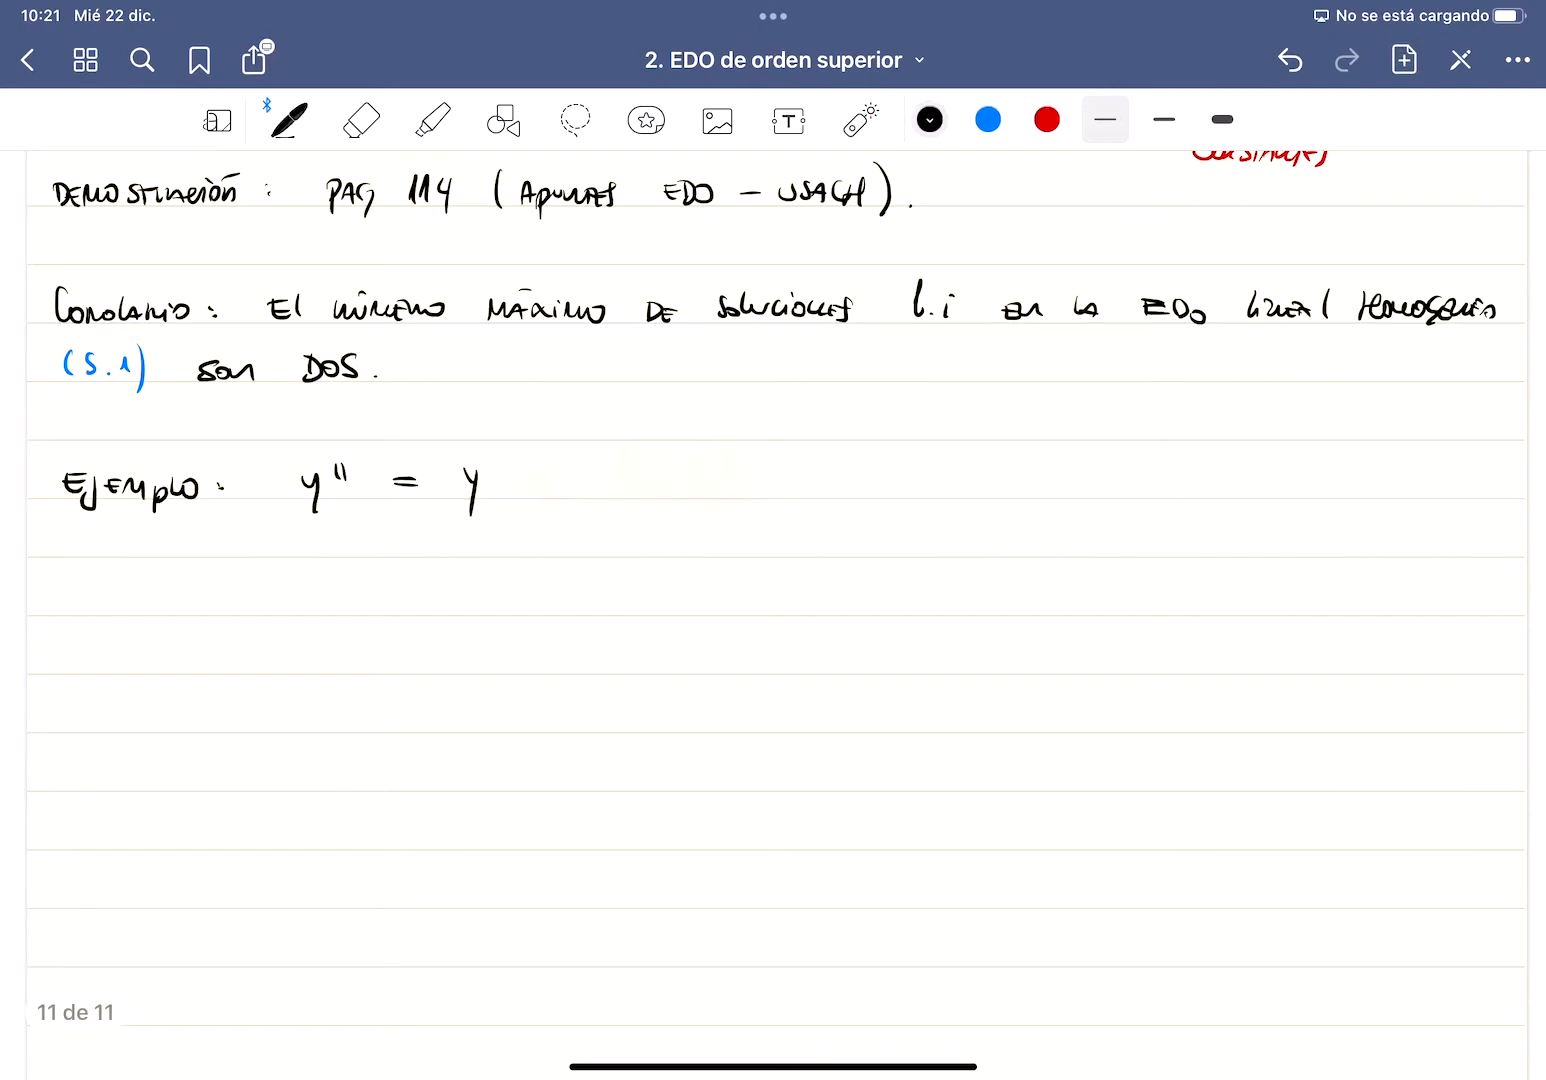 10:21 Mié 22 dic.
No se está cargando
2. EDO de orden superior
DEMOSTRACIÓN : PAG 114 ( Apuntes EDO - USACH ) .
Corolario : El número máximo de soluciones l.i en la EDO lineal homogénea
(5.1) son DOS .
Ejemplo : y'' = y
11 de 11